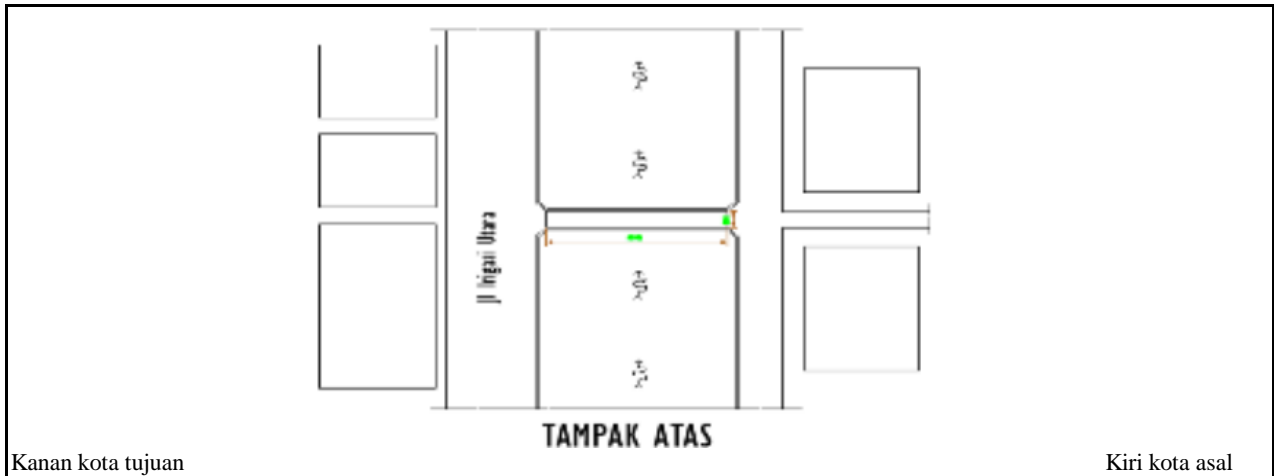 Jl Irigasi Utara
TAMPAK ATAS
Kanan kota tujuan
Kiri kota asal